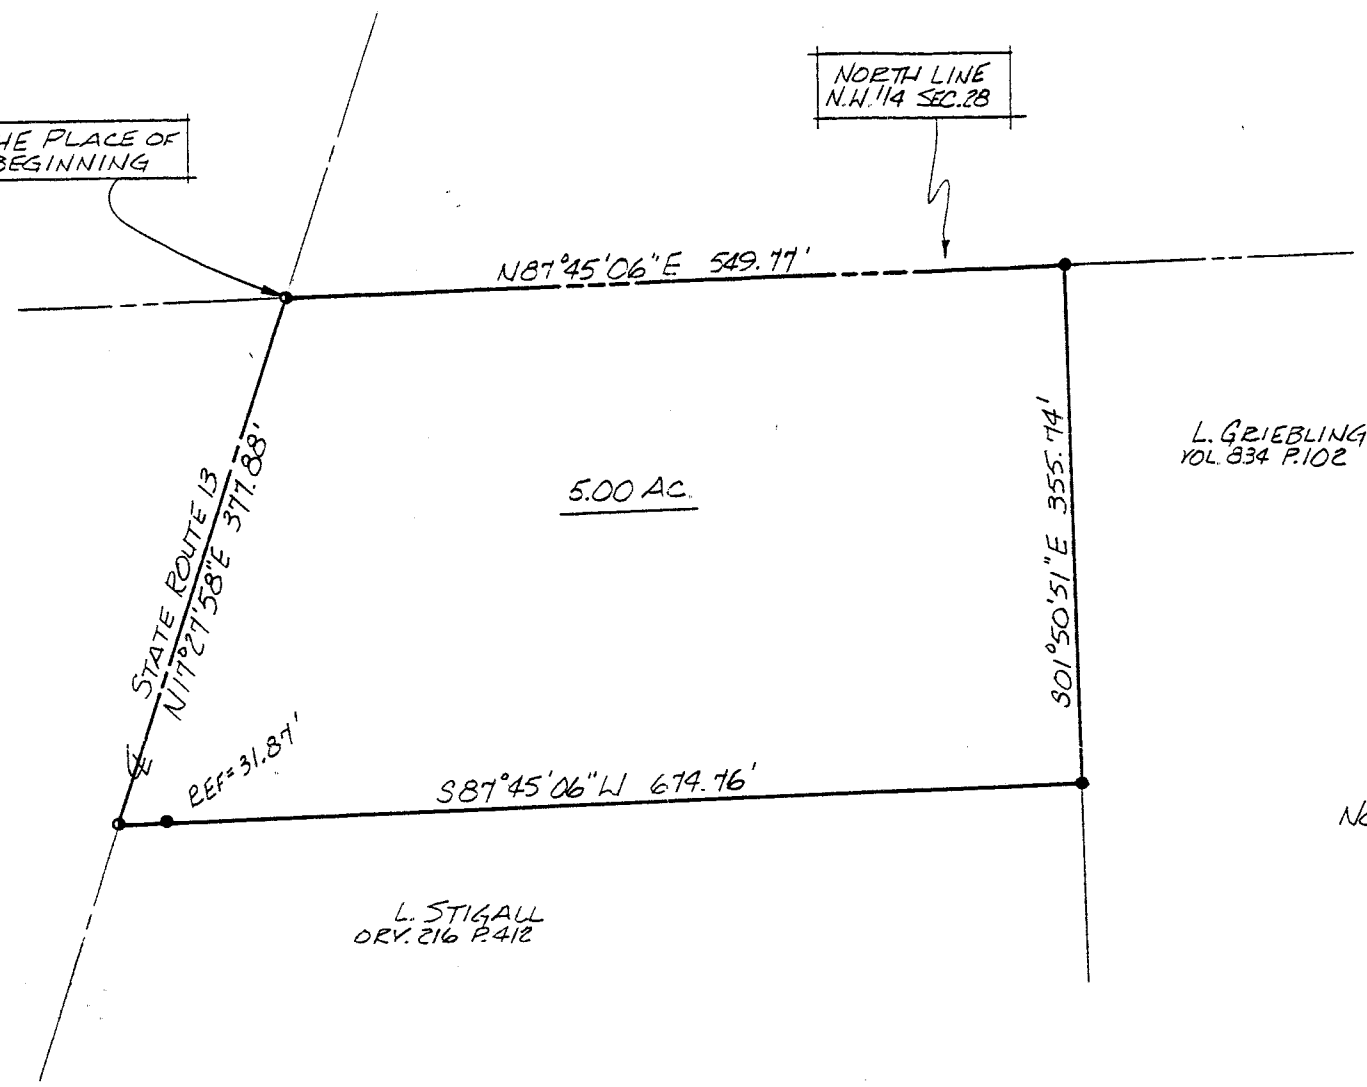 NORTH LINE
N.W. 1/4 SEC. 28
HE PLACE OF
BEGINNING
N87°45'06"E 549.77'
STATE ROUTE 13
N17°27'58"E 377.88'
5.00 AC.
S01°50'51"E 355.74'
L. GRIEBLING
VOL. 834 P.102
REF=31.87'
S87°45'06"W 674.76'
L. STIGALL
ORV. 216 P.412